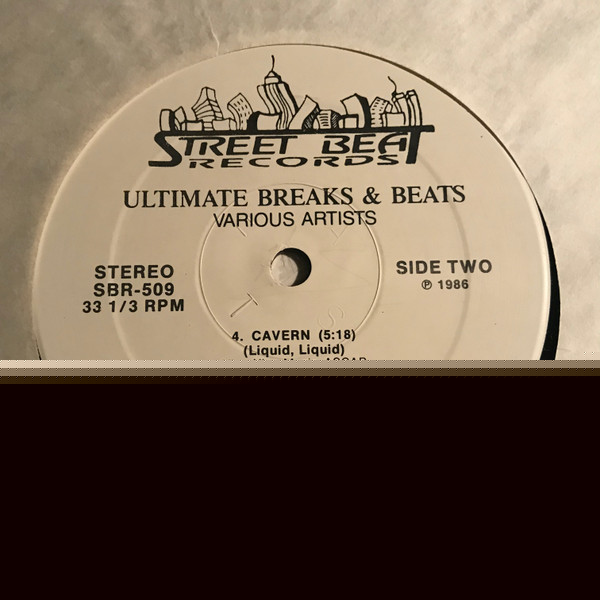 STREET BEAT
RECORDS
ULTIMATE BREAKS & BEATS
VARIOUS ARTISTS
STEREO
SBR-509
33 1/3 RPM
SIDE TWO
℗ 1986
4. CAVERN (5:18)
(Liquid, Liquid)